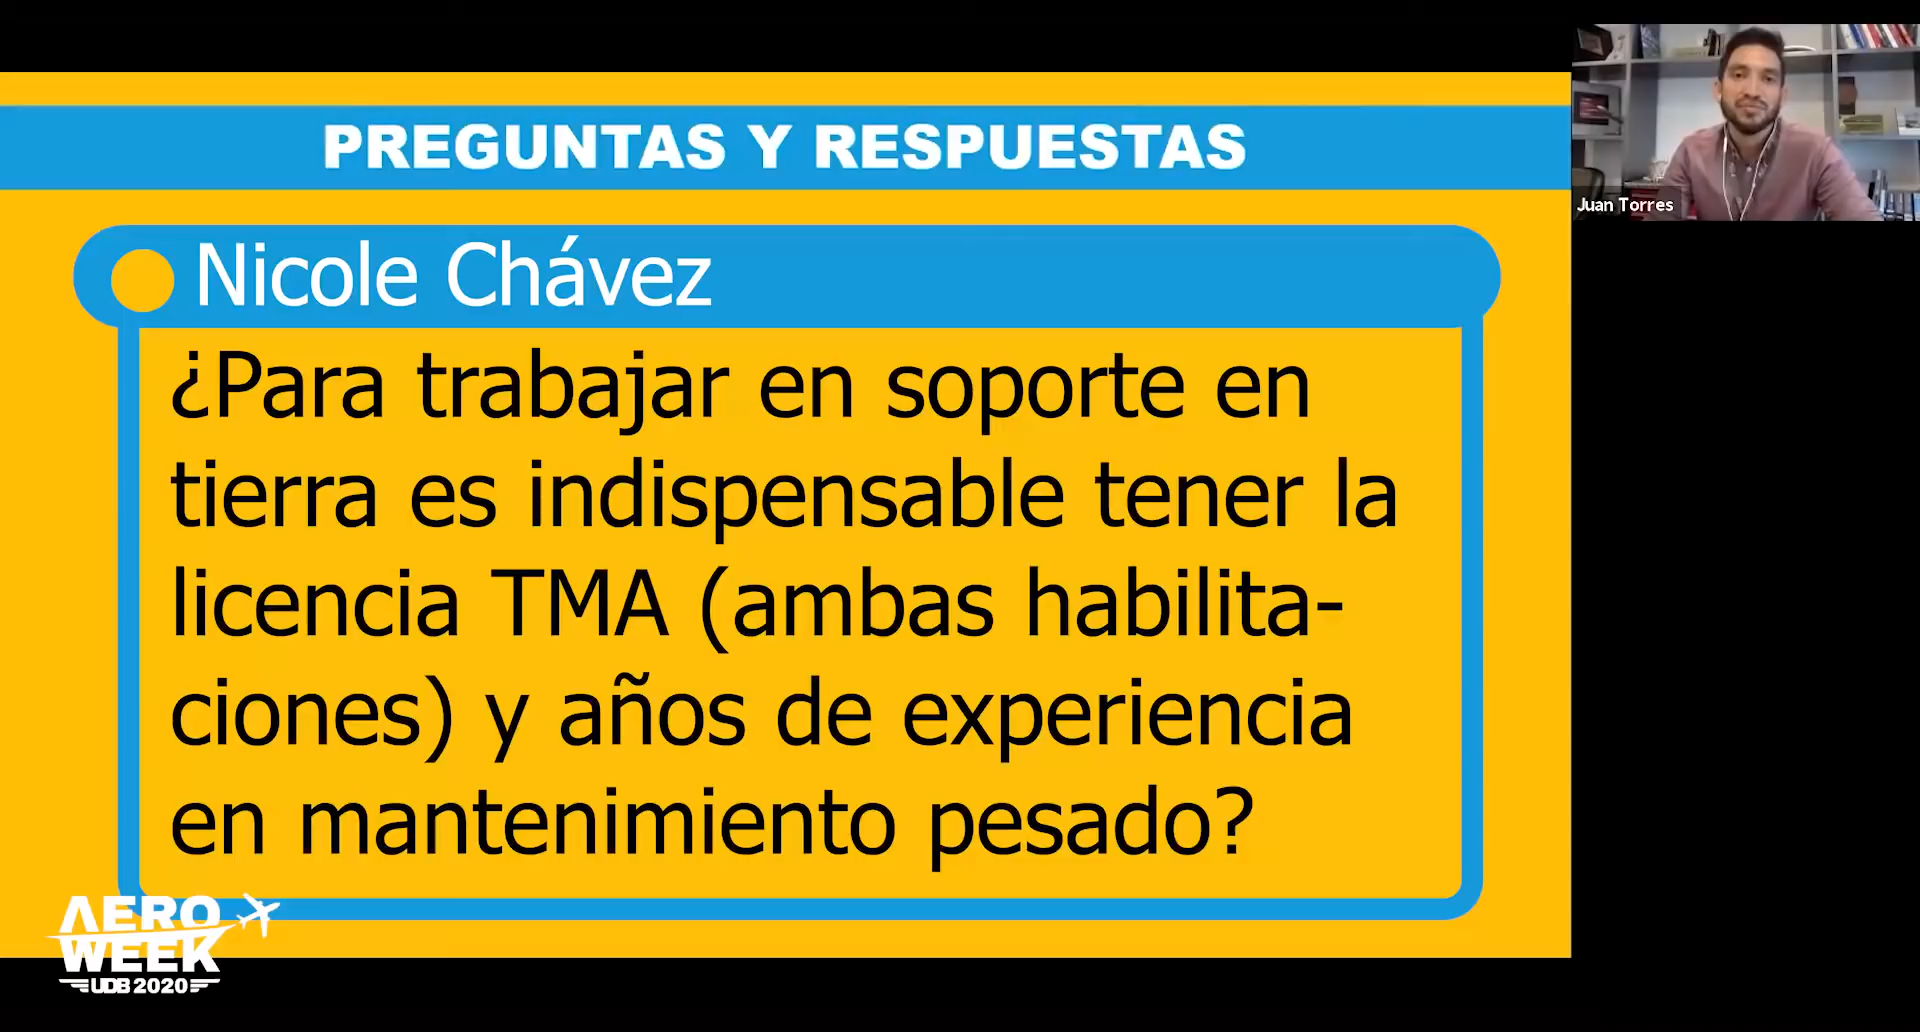 PREGUNTAS Y RESPUESTAS
Juan Torres
Nicole Chávez
¿Para trabajar en soporte en
tierra es indispensable tener la
licencia TMA (ambas habilita-
ciones) y años de experiencia
en mantenimiento pesado?
AERO
WEEK
UDB 2020